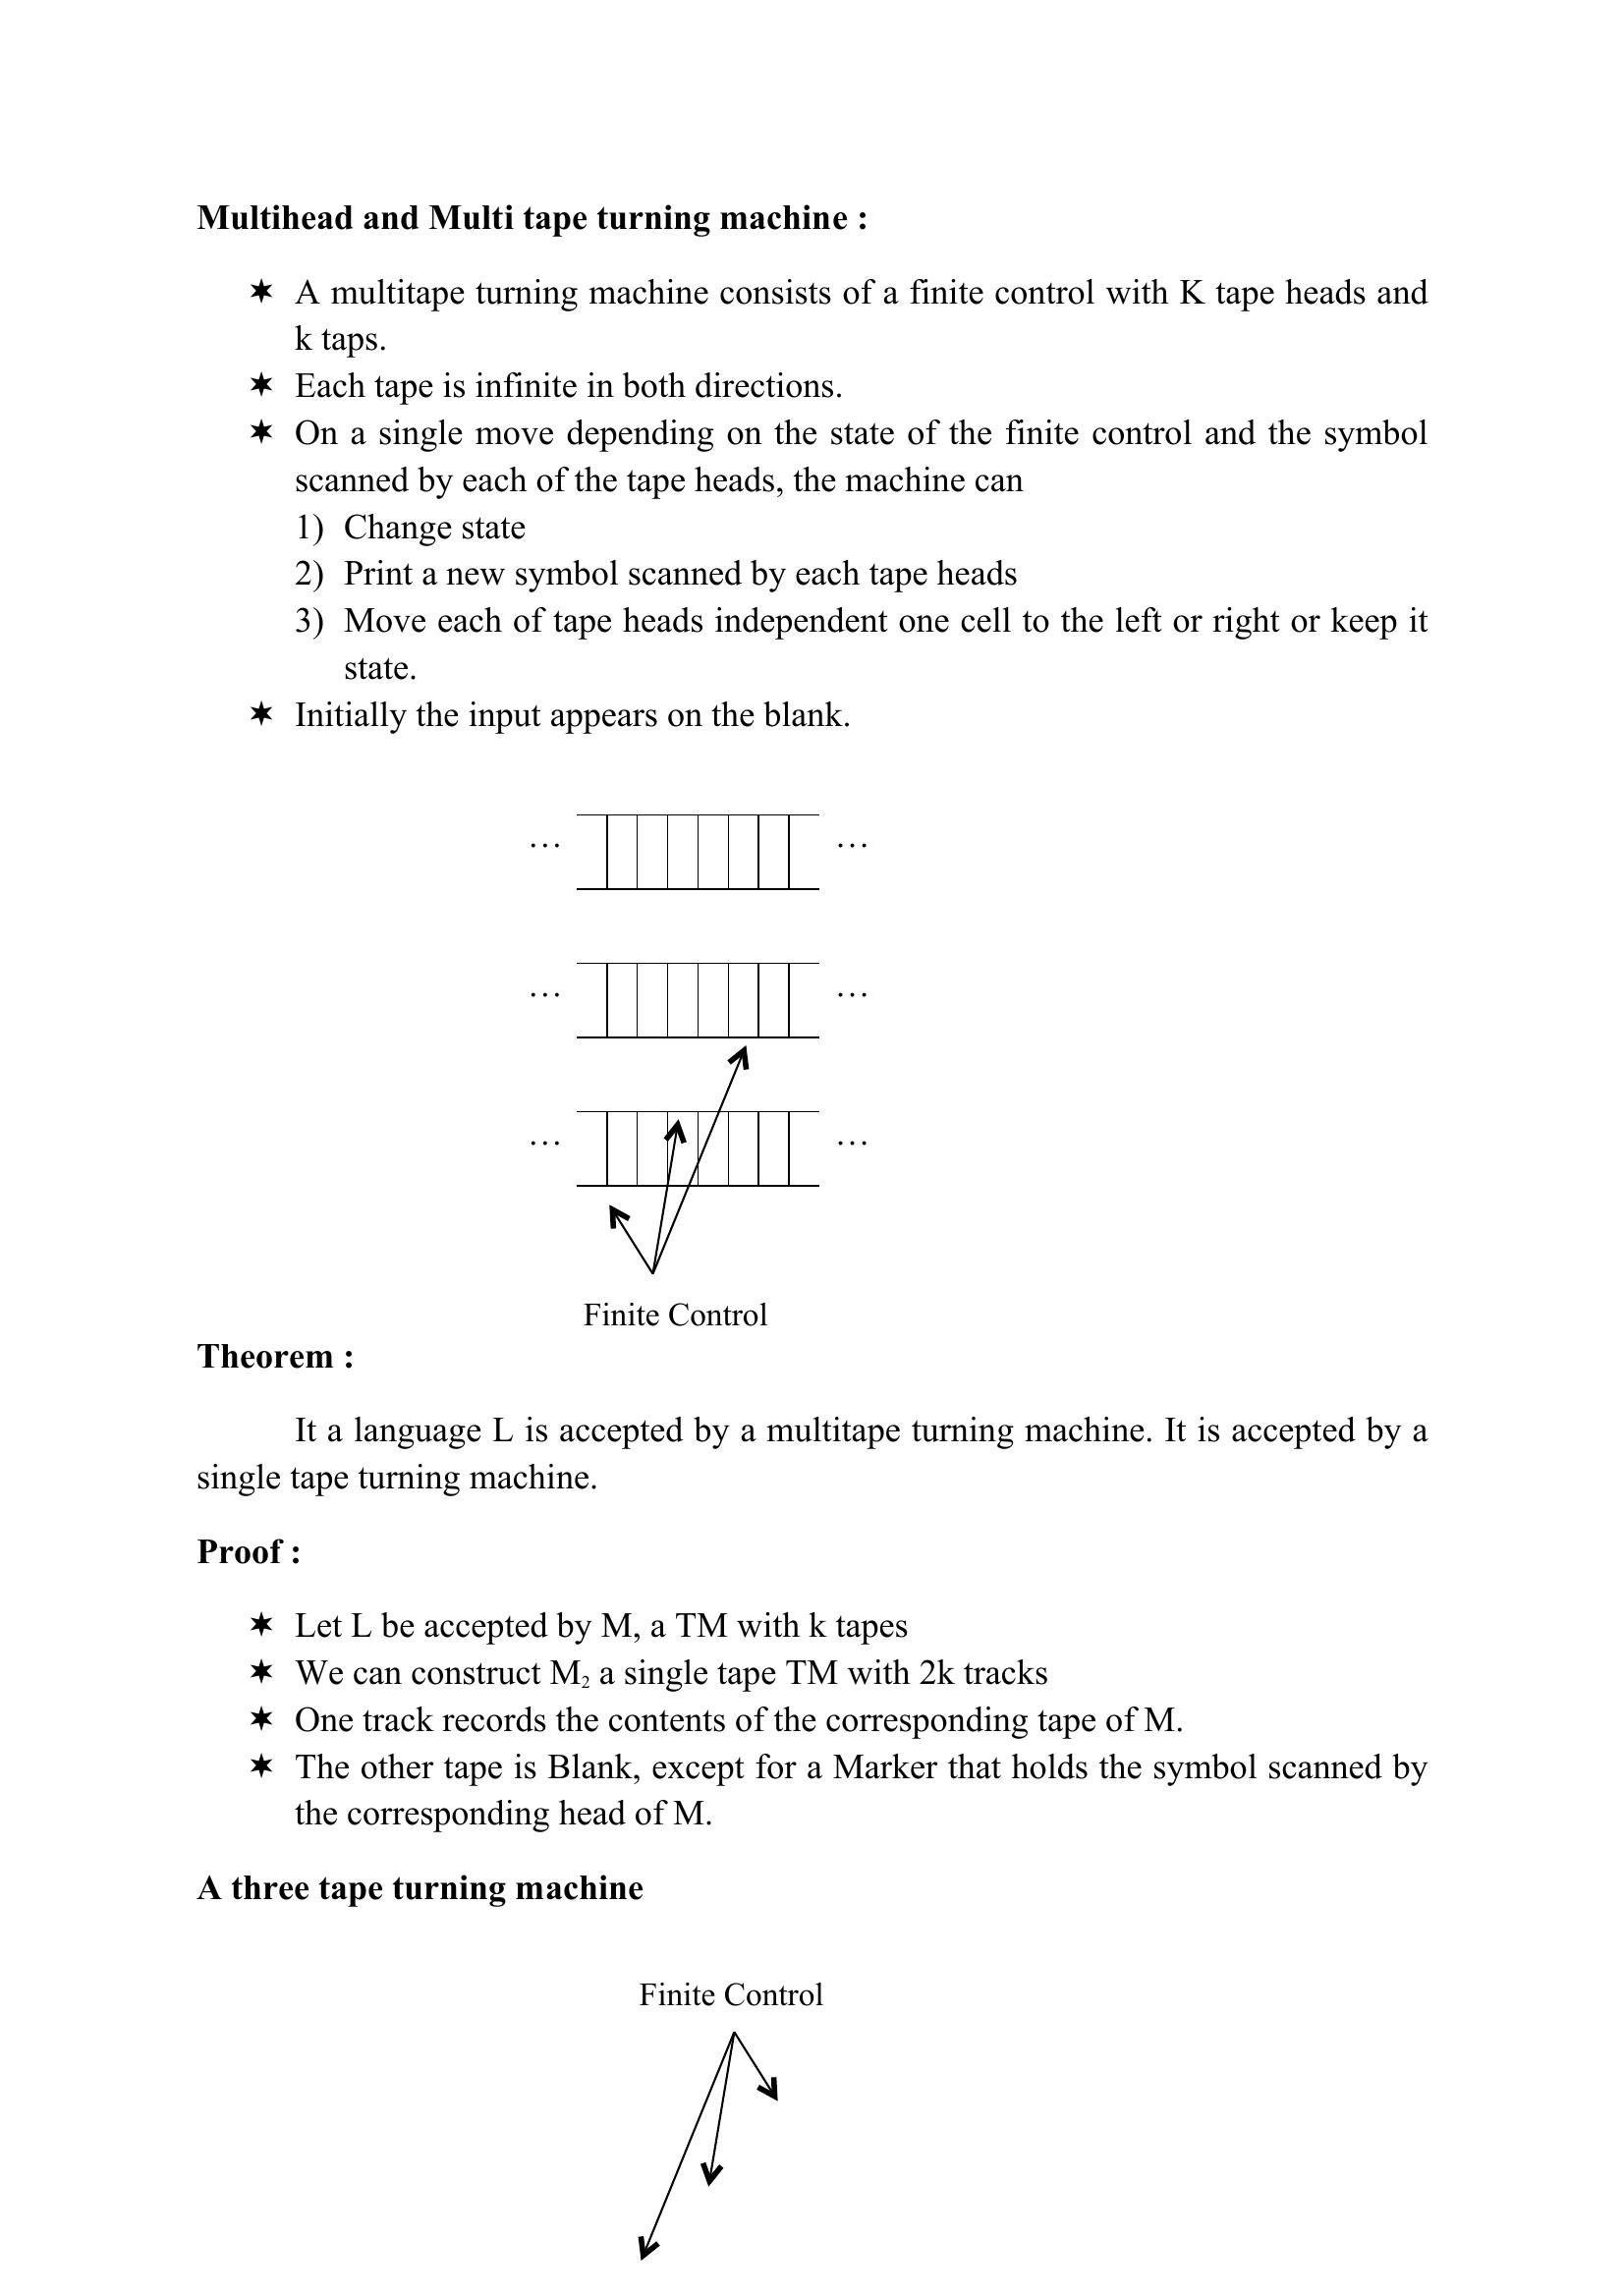 Multihead and Multi tape turning machine :
✶ A multitape turning machine consists of a finite control with K tape heads and
k taps.
✶ Each tape is infinite in both directions.
✶ On a single move depending on the state of the finite control and the symbol
scanned by each of the tape heads, the machine can
1) Change state
2) Print a new symbol scanned by each tape heads
3) Move each of tape heads independent one cell to the left or right or keep it
state.
✶ Initially the input appears on the blank.
… …
… …
… …
Finite Control
Theorem :
It a language L is accepted by a multitape turning machine. It is accepted by a
single tape turning machine.
Proof :
✶ Let L be accepted by M, a TM with k tapes
✶ We can construct M₂ a single tape TM with 2k tracks
✶ One track records the contents of the corresponding tape of M.
✶ The other tape is Blank, except for a Marker that holds the symbol scanned by
the corresponding head of M.
A three tape turning machine
Finite Control